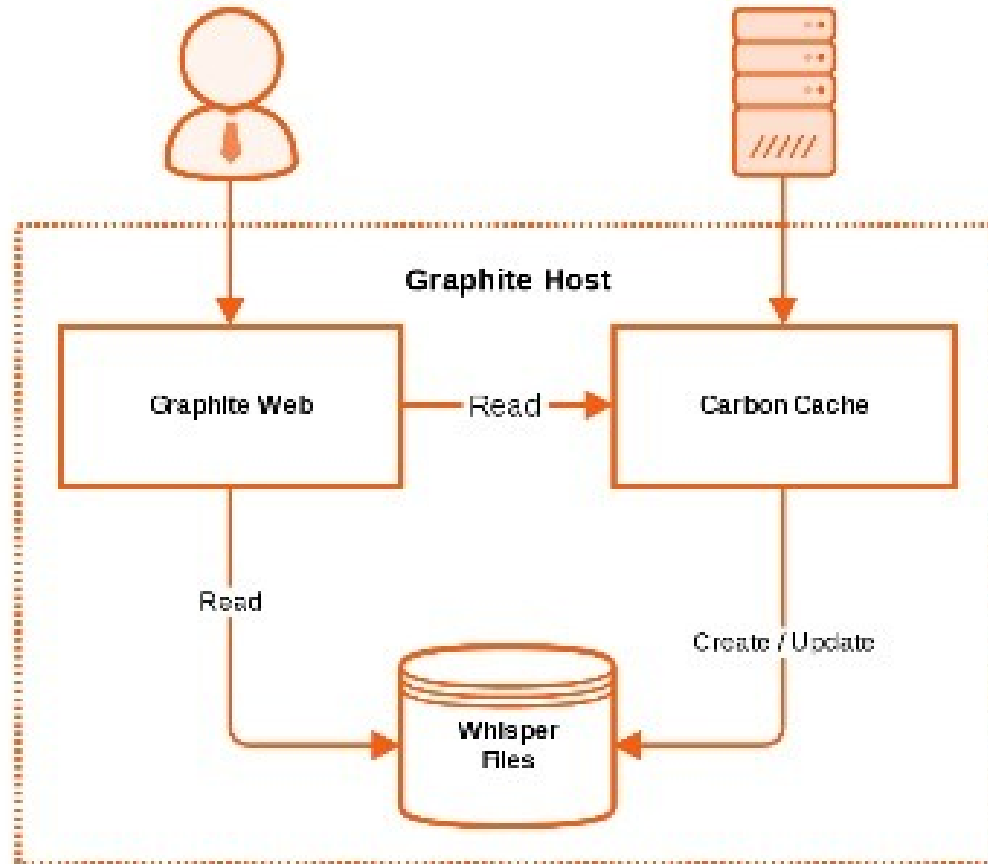 Graphite Host
Graphite Web
Read
Carbon Cache
Read
Create / Update
Whisper
Files